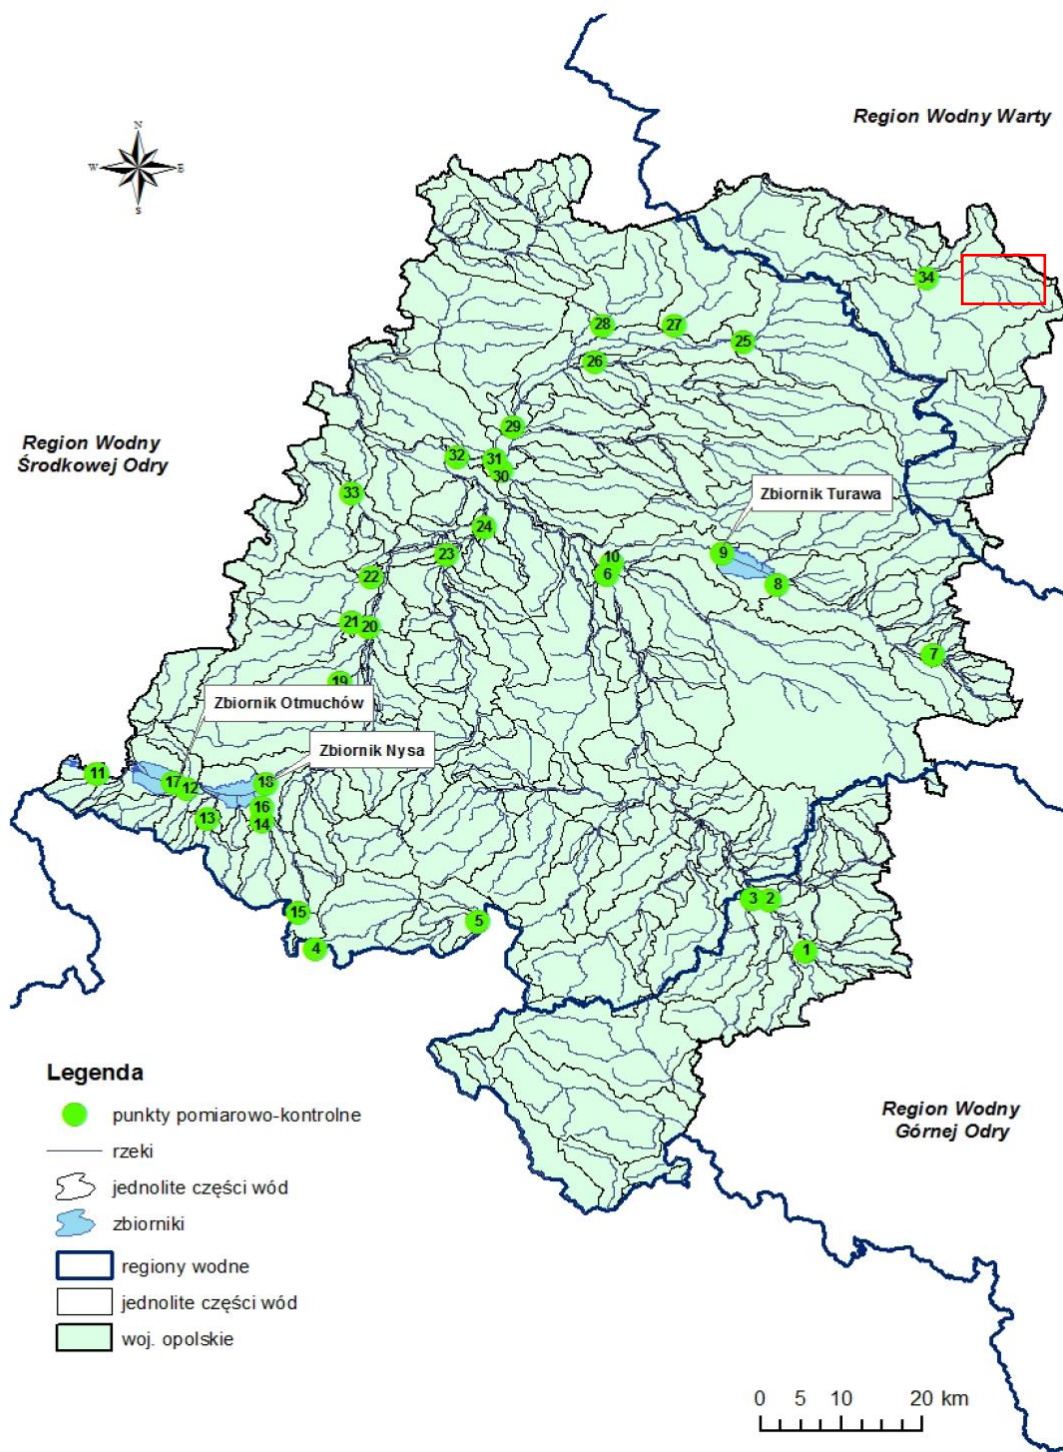 Region Wodny Warty
N
W
E
S
34
28
27
25
26
29
Region Wodny
Środkowej Odry
32
31
30
33
Zbiornik Turawa
24
23
9
10
6
8
22
21
20
7
19
Zbiornik Otmuchów
Zbiornik Nysa
11
17
12
18
16
13
14
3
2
15
5
4
1
Legenda
punkty pomiarowo-kontrolne
rzeki
jednolite części wód
zbiorniki
regiony wodne
jednolite części wód
woj. opolskie
Region Wodny
Górnej Odry
0 5 10 20 km